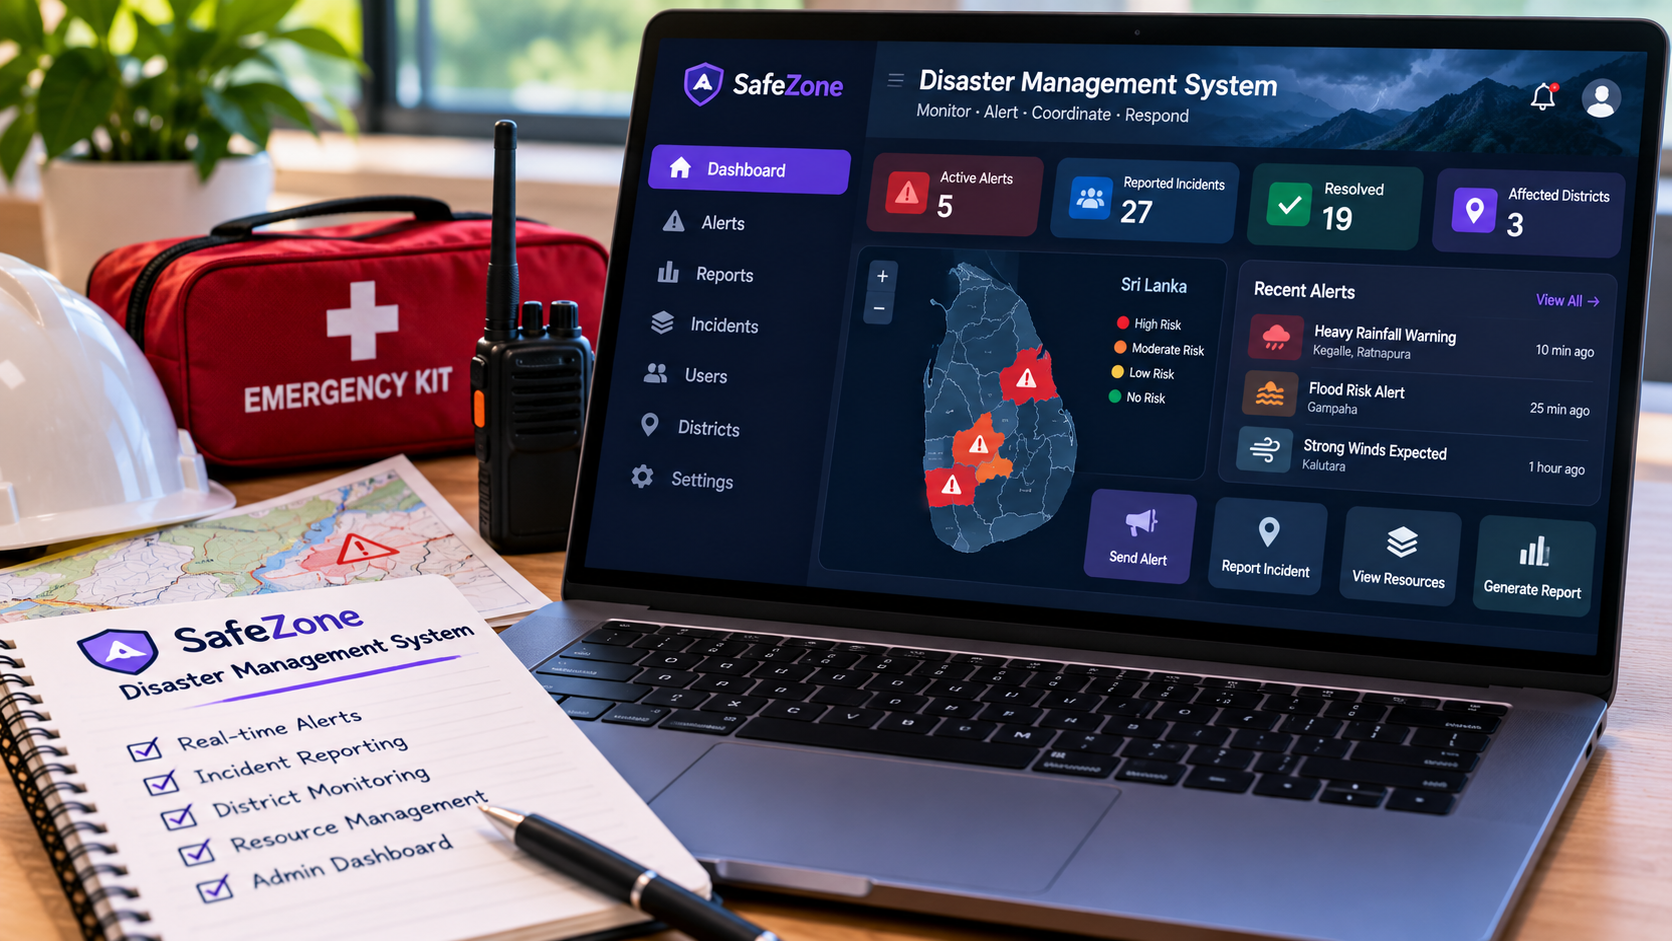 SafeZone
Disaster Management System
Monitor · Alert · Coordinate · Respond
Dashboard
Alerts
Reports
Incidents
Users
Districts
Settings
Active Alerts
5
Reported Incidents
27
Resolved
19
Affected Districts
3
+
−
Sri Lanka
High Risk
Moderate Risk
Low Risk
No Risk
Recent Alerts
View All →
Heavy Rainfall Warning
Kegalle, Ratnapura
10 min ago
Flood Risk Alert
Gampaha
25 min ago
Strong Winds Expected
Kalutara
1 hour ago
Send Alert
Report Incident
View Resources
Generate Report
EMERGENCY KIT
SafeZone
Disaster Management System
Real-time Alerts
Incident Reporting
District Monitoring
Resource Management
Admin Dashboard